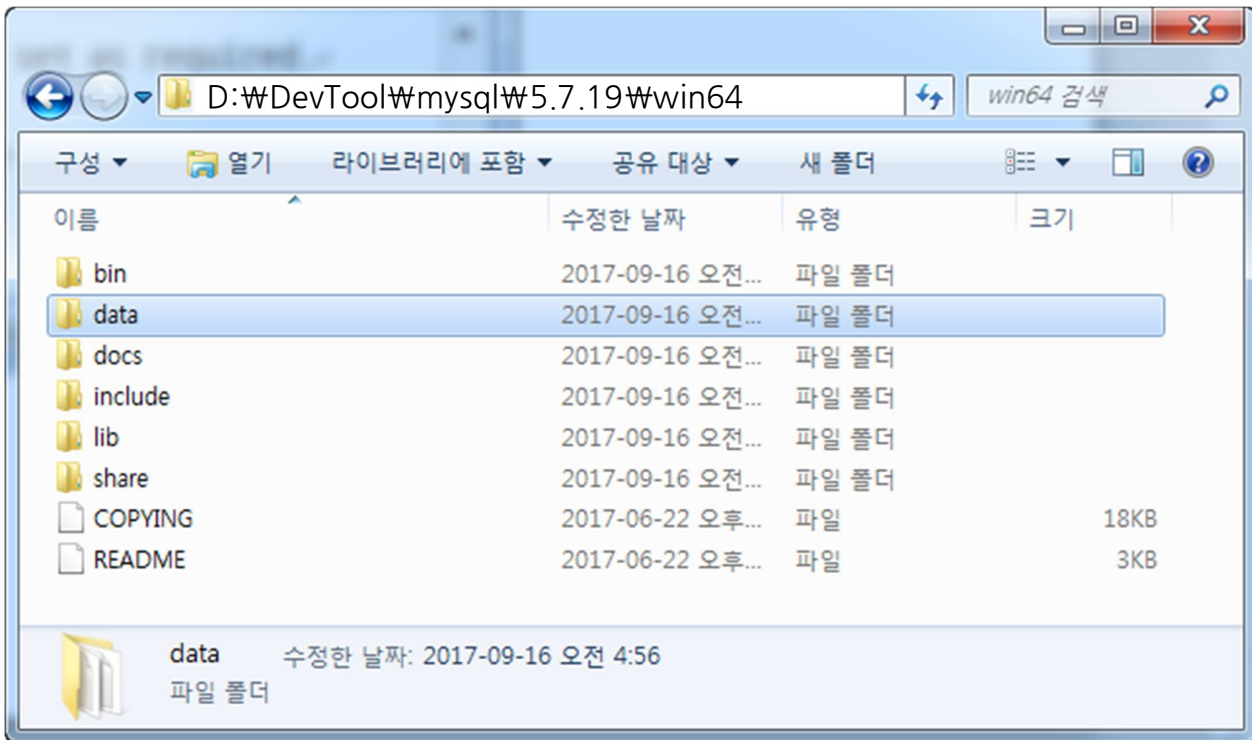 set as required.
D:₩DevTool₩mysql₩5.7.19₩win64 win64 검색
구성 열기 라이브러리에 포함 공유 대상 새 폴더
이름 수정한 날짜 유형 크기
bin 2017-09-16 오전... 파일 폴더
data 2017-09-16 오전... 파일 폴더
docs 2017-09-16 오전... 파일 폴더
include 2017-09-16 오전... 파일 폴더
lib 2017-09-16 오전... 파일 폴더
share 2017-09-16 오전... 파일 폴더
COPYING 2017-06-22 오후... 파일 18KB
README 2017-06-22 오후... 파일 3KB
data 수정한 날짜: 2017-09-16 오전 4:56
파일 폴더